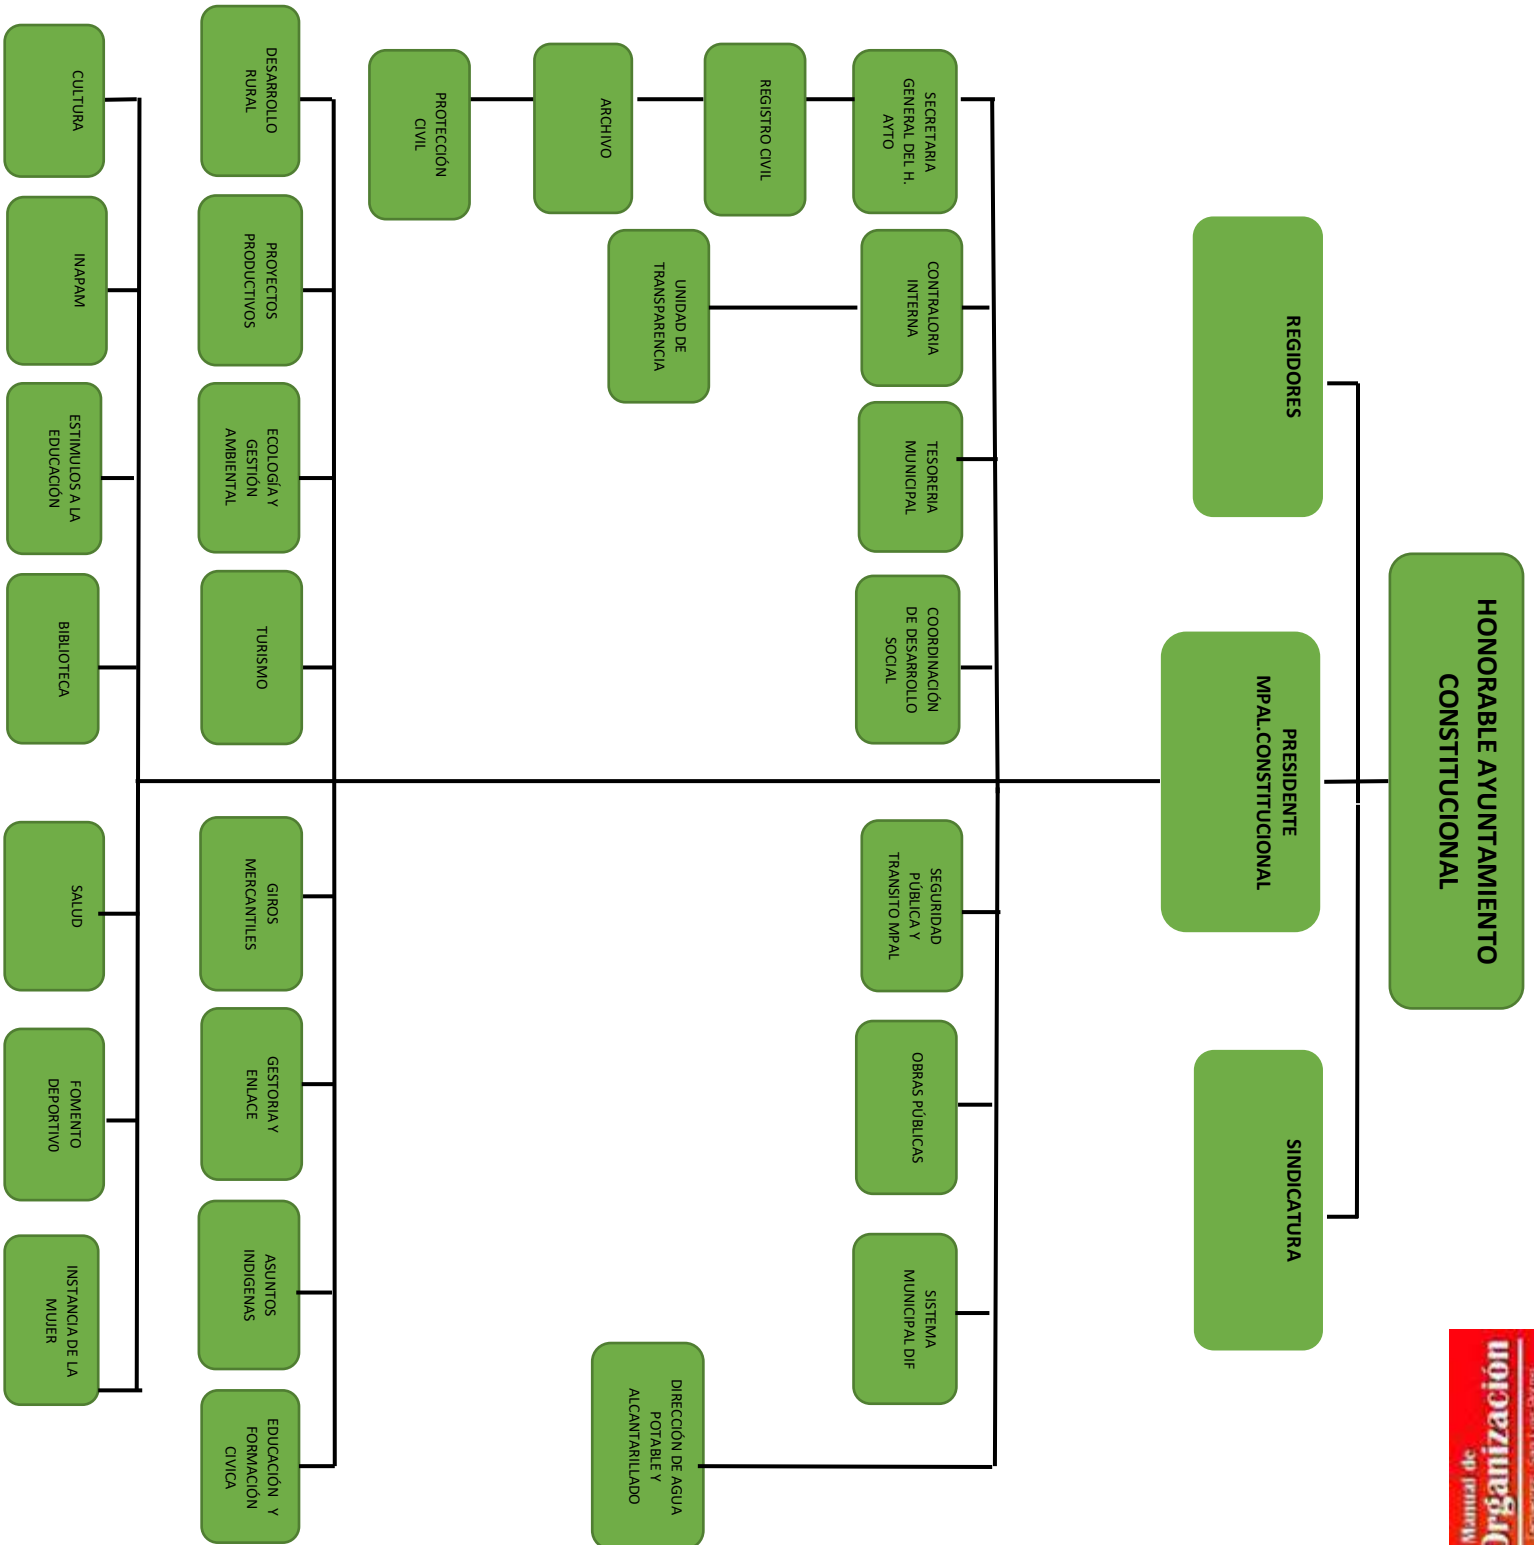 HONORABLE AYUNTAMIENTO
CONSTITUCIONAL
REGIDORES
PRESIDENTE
MPAL.CONSTITUCIONAL
SINDICATURA
SECRETARIA
GENERAL DEL H.
AYTO
CONTRALORIA
INTERNA
TESORERIA
MUNICIPAL
COORDINACIÓN
DE DESARROLLO
SOCIAL
SEGURIDAD
PÚBLICA Y
TRANSITO MPAL
OBRAS PÚBLICAS
SISTEMA
MUNICIPAL DIF
REGISTRO CIVIL
ARCHIVO
PROTECCIÓN
CIVIL
UNIDAD DE
TRANSPARENCIA
DIRECCIÓN DE AGUA
POTABLE Y
ALCANTARILLADO
DESARROLLO
RURAL
PROYECTOS
PRODUCTIVOS
ECOLOGÍA Y
GESTIÓN
AMBIENTAL
TURISMO
GIROS
MERCANTILES
GESTORIA Y
ENLACE
ASUNTOS
INDIGENAS
EDUCACIÓN Y
FORMACIÓN
CIVICA
CULTURA
INAPAM
ESTIMULOS A LA
EDUCACIÓN
BIBLIOTECA
SALUD
FOMENTO
DEPORTIVO
INSTANCIA DE LA
MUJER
Manual de
Organización